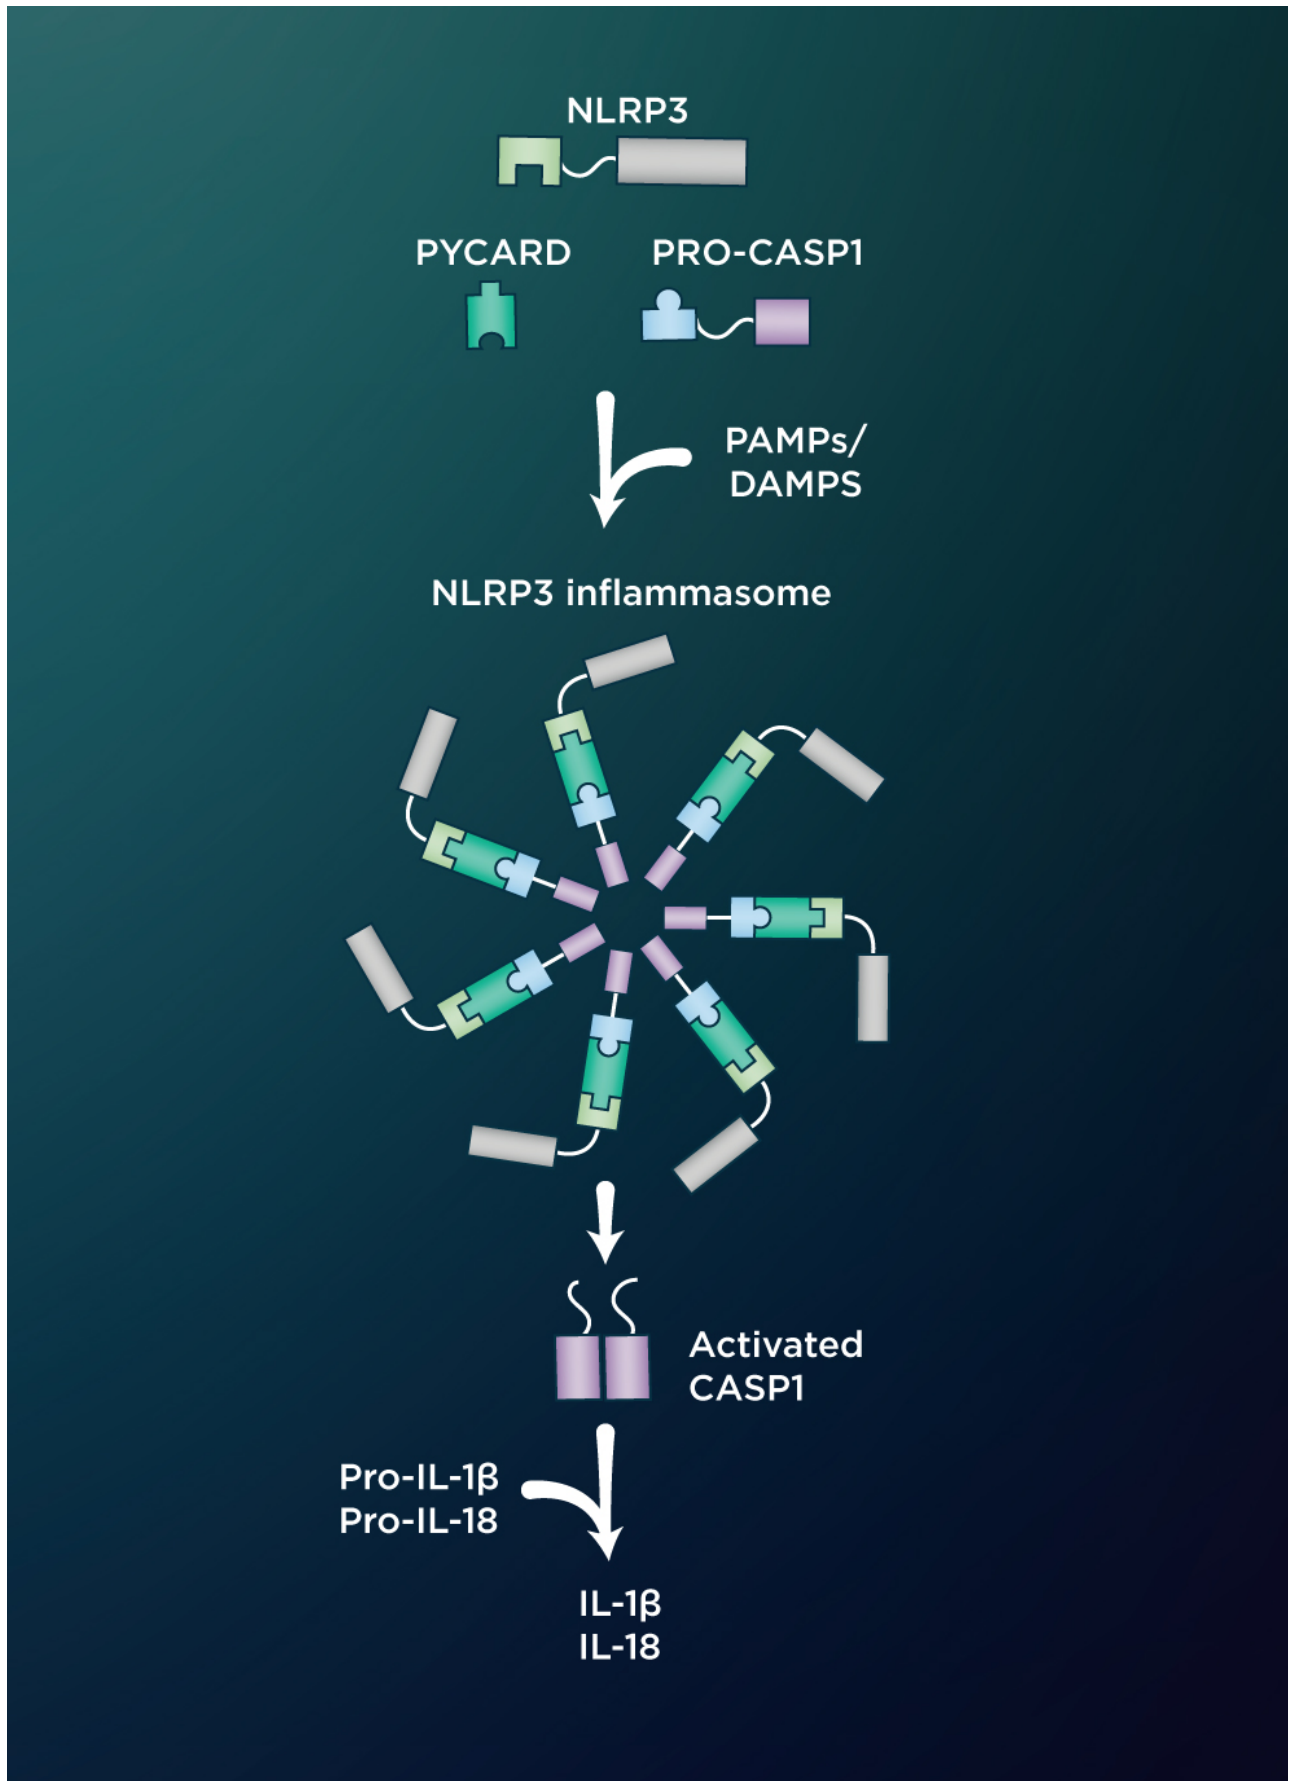 NLRP3
PYCARD
PRO-CASP1
PAMPs/
DAMPS
NLRP3 inflammasome
Activated
CASP1
Pro-IL-1β
Pro-IL-18
IL-1β
IL-18